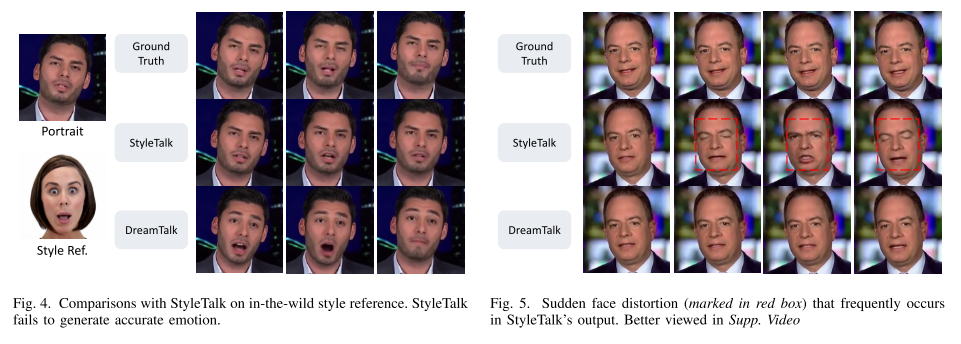 Portrait
Style Ref.
Ground
Truth
StyleTalk
DreamTalk
Fig. 4. Comparisons with StyleTalk on in-the-wild style reference. StyleTalk
fails to generate accurate emotion.
Ground
Truth
StyleTalk
DreamTalk
Fig. 5. Sudden face distortion (marked in red box) that frequently occurs
in StyleTalk's output. Better viewed in Supp. Video